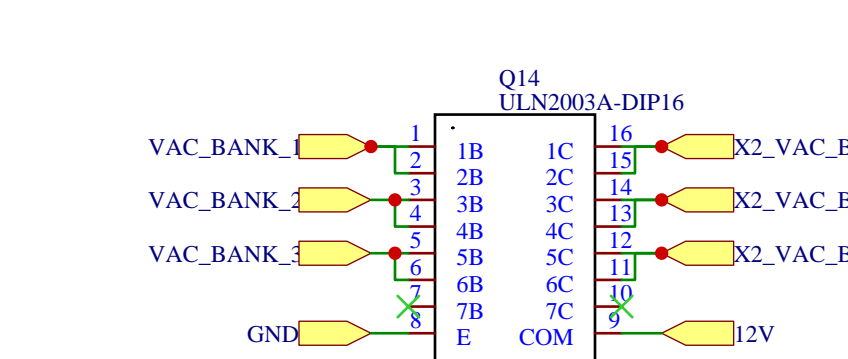 Q14
ULN2003A-DIP16
VAC_BANK_1 1 1B 1C 16 X2_VAC_B
2 2B 2C 15
VAC_BANK_2 3 3B 3C 14 X2_VAC_B
4 4B 4C 13
VAC_BANK_3 5 5B 5C 12 X2_VAC_B
6 6B 6C 11
7 7B 7C 10
GND 8 E COM 9 12V